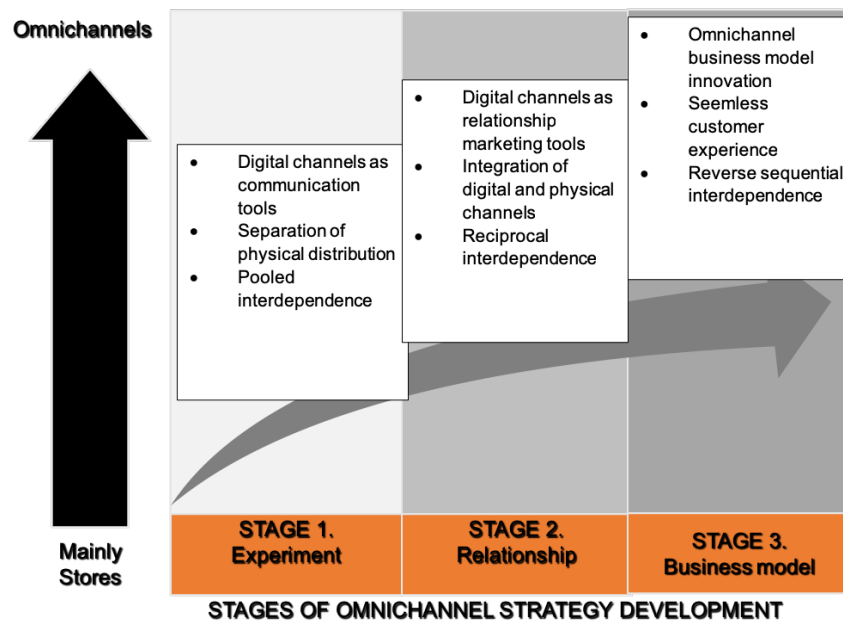 Omnichannels
• Omnichannel
business model
innovation
• Seemless
customer
experience
• Reverse sequential
interdependence
• Digital channels as
relationship
marketing tools
• Integration of
digital and physical
channels
• Reciprocal
interdependence
• Digital channels as
communication
tools
• Separation of
physical distribution
• Pooled
interdependence
Mainly
Stores
STAGE 1.
Experiment
STAGE 2.
Relationship
STAGE 3.
Business model
STAGES OF OMNICHANNEL STRATEGY DEVELOPMENT